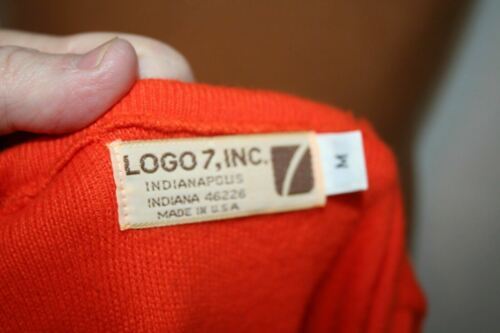 LOGO 7, INC.
INDIANAPOLIS
INDIANA 46226
MADE IN U.S.A
M